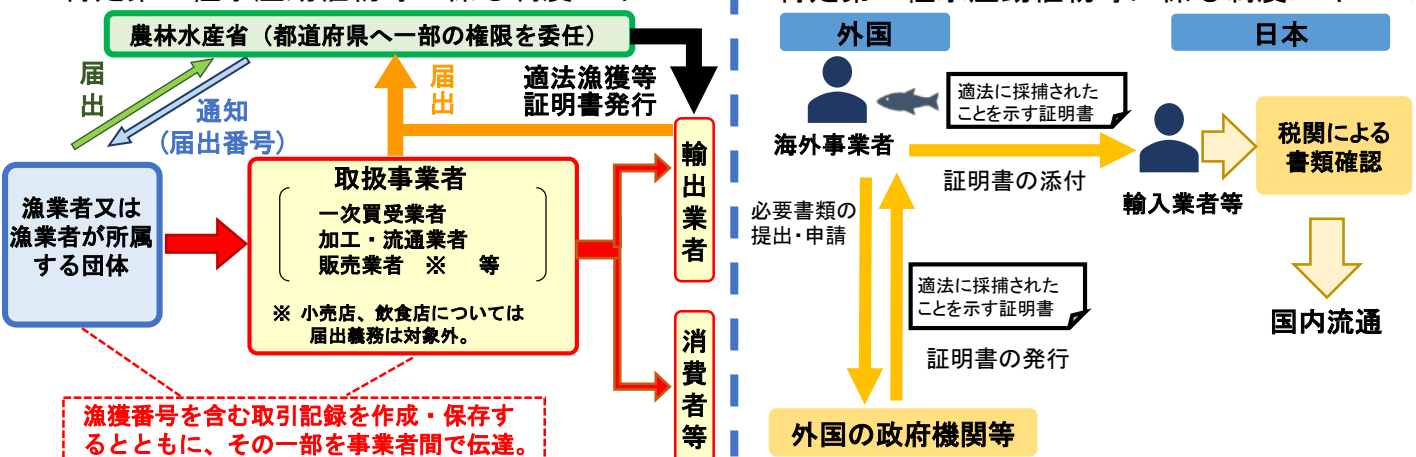 農林水産省（都道府県へ一部の権限を委任）
届出
通知
（届出番号）
届出
適法漁獲等
証明書発行
漁業者又は
漁業者が所属
する団体
取扱事業者
一次買受業者
加工・流通業者
販売業者　※　等
※ 小売店、飲食店については
届出義務は対象外。
輸出業者
消費者等
漁獲番号を含む取引記録を作成・保存す
るとともに、その一部を事業者間で伝達。
外国
日本
海外事業者
適法に採捕された
ことを示す証明書
証明書の添付
輸入業者等
税関による
書類確認
国内流通
必要書類の
提出・申請
適法に採捕された
ことを示す証明書
証明書の発行
外国の政府機関等